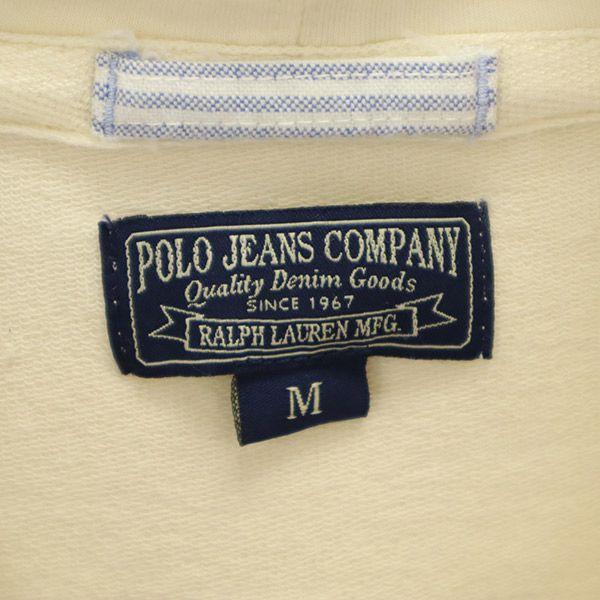 POLO JEANS COMPANY
Quality Denim Goods
SINCE 1967
RALPH LAUREN MFG.
M